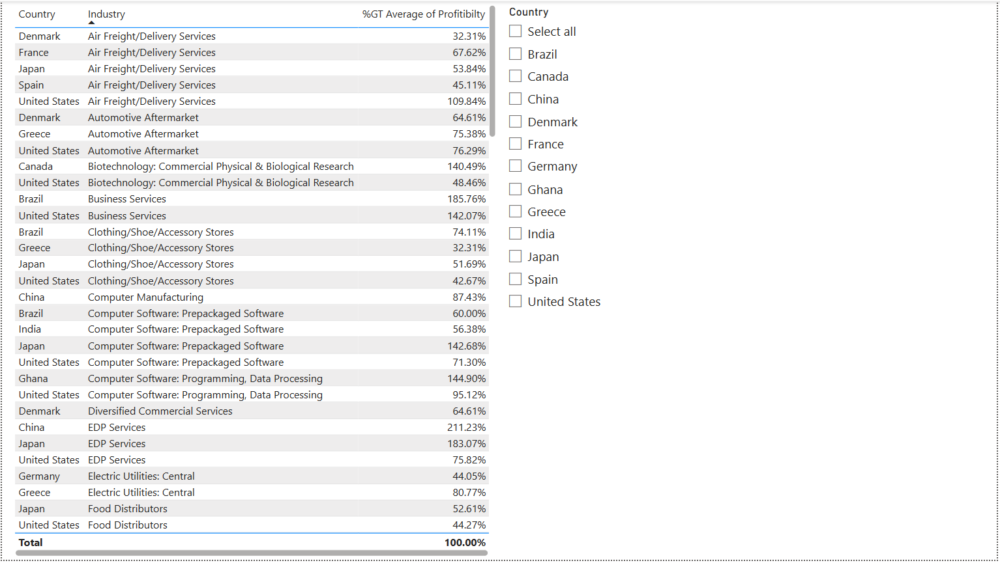 Country Industry %GT Average of Profitibilty
Denmark Air Freight/Delivery Services 32.31%
France Air Freight/Delivery Services 67.62%
Japan Air Freight/Delivery Services 53.84%
Spain Air Freight/Delivery Services 45.11%
United States Air Freight/Delivery Services 109.84%
Denmark Automotive Aftermarket 64.61%
Greece Automotive Aftermarket 75.38%
United States Automotive Aftermarket 76.29%
Canada Biotechnology: Commercial Physical & Biological Research 140.49%
United States Biotechnology: Commercial Physical & Biological Research 48.46%
Brazil Business Services 185.76%
United States Business Services 142.07%
Brazil Clothing/Shoe/Accessory Stores 74.11%
Greece Clothing/Shoe/Accessory Stores 32.31%
Japan Clothing/Shoe/Accessory Stores 51.69%
United States Clothing/Shoe/Accessory Stores 42.67%
China Computer Manufacturing 87.43%
Brazil Computer Software: Prepackaged Software 60.00%
India Computer Software: Prepackaged Software 56.38%
Japan Computer Software: Prepackaged Software 142.68%
United States Computer Software: Prepackaged Software 71.30%
Ghana Computer Software: Programming, Data Processing 144.90%
United States Computer Software: Programming, Data Processing 95.12%
Denmark Diversified Commercial Services 64.61%
China EDP Services 211.23%
Japan EDP Services 183.07%
United States EDP Services 75.82%
Germany Electric Utilities: Central 44.05%
Greece Electric Utilities: Central 80.77%
Japan Food Distributors 52.61%
United States Food Distributors 44.27%
Total 100.00%
Country
Select all
Brazil
Canada
China
Denmark
France
Germany
Ghana
Greece
India
Japan
Spain
United States